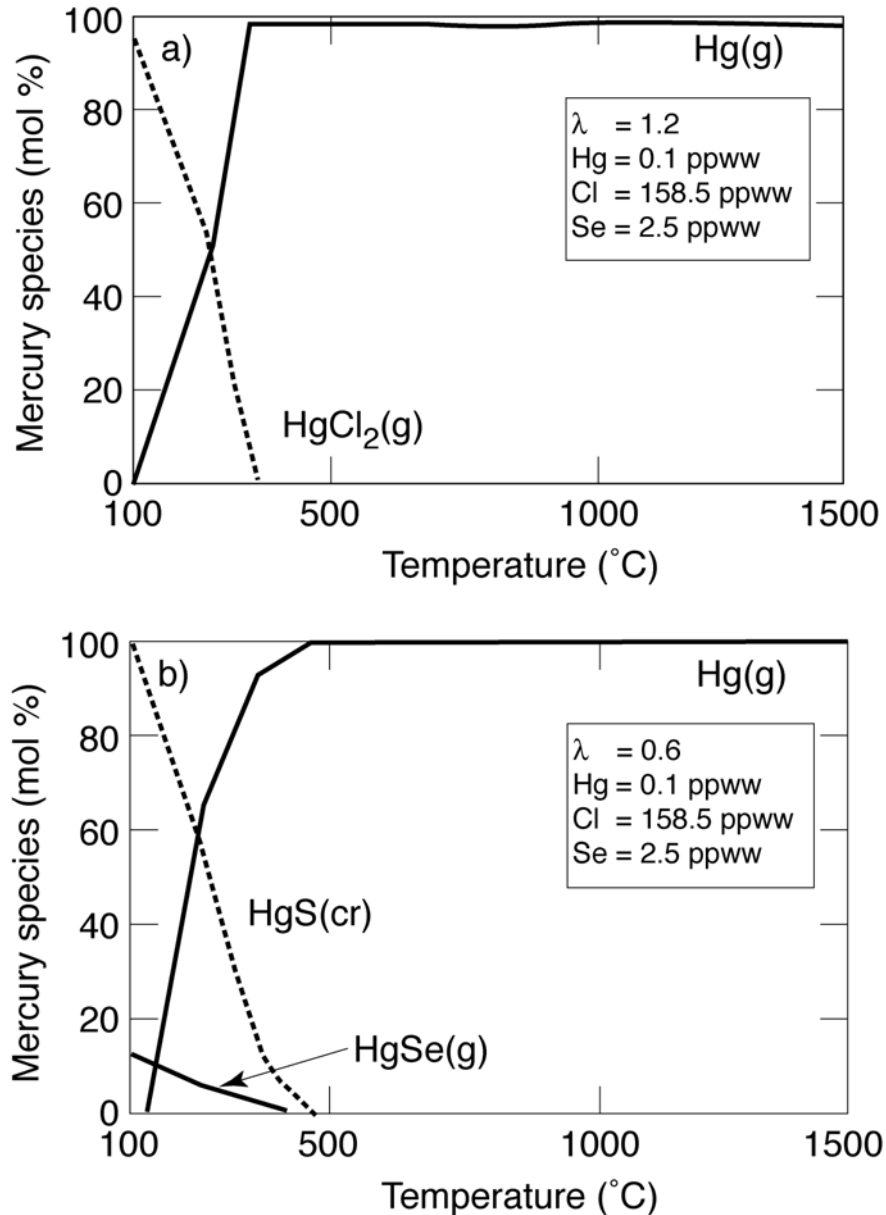 100
80
60
40
20
0
Mercury species (mol %)
a)
Hg(g)
λ = 1.2
Hg = 0.1 ppww
Cl = 158.5 ppww
Se = 2.5 ppww
HgCl₂(g)
100 500 1000 1500
Temperature (˚C)
100
80
60
40
20
0
Mercury species (mol %)
b)
Hg(g)
λ = 0.6
Hg = 0.1 ppww
Cl = 158.5 ppww
Se = 2.5 ppww
HgS(cr)
HgSe(g)
100 500 1000 1500
Temperature (˚C)